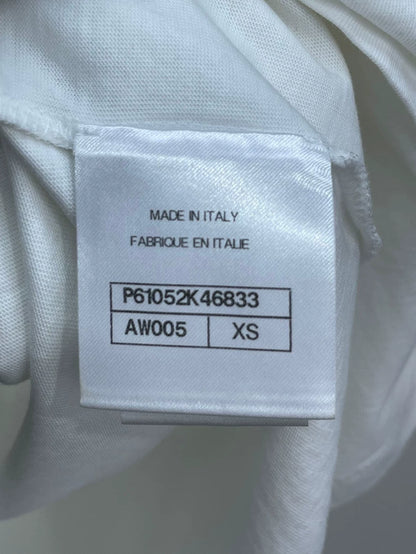 MADE IN ITALY
FABRIQUE EN ITALIE
P61052K46833
AW005 XS